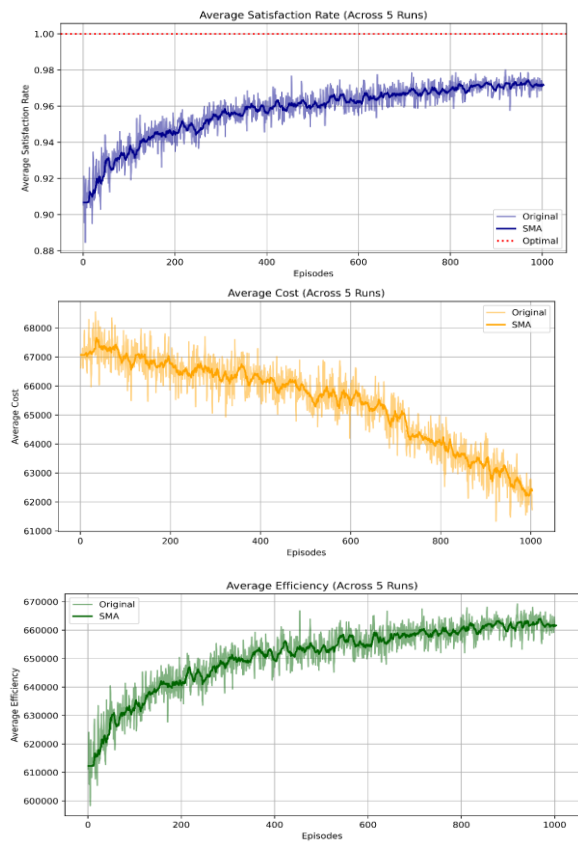 Average Satisfaction Rate (Across 5 Runs)
1.00
0.98
0.96
0.94
0.92
0.90
0.88
Average Satisfaction Rate
Original
SMA
Optimal
0 200 400 600 800 1000
Episodes
Average Cost (Across 5 Runs)
68000
67000
66000
65000
64000
63000
62000
61000
Average Cost
Original
SMA
0 200 400 600 800 1000
Episodes
Average Efficiency (Across 5 Runs)
670000
660000
650000
640000
630000
620000
610000
600000
Average Efficiency
Original
SMA
0 200 400 600 800 1000
Episodes